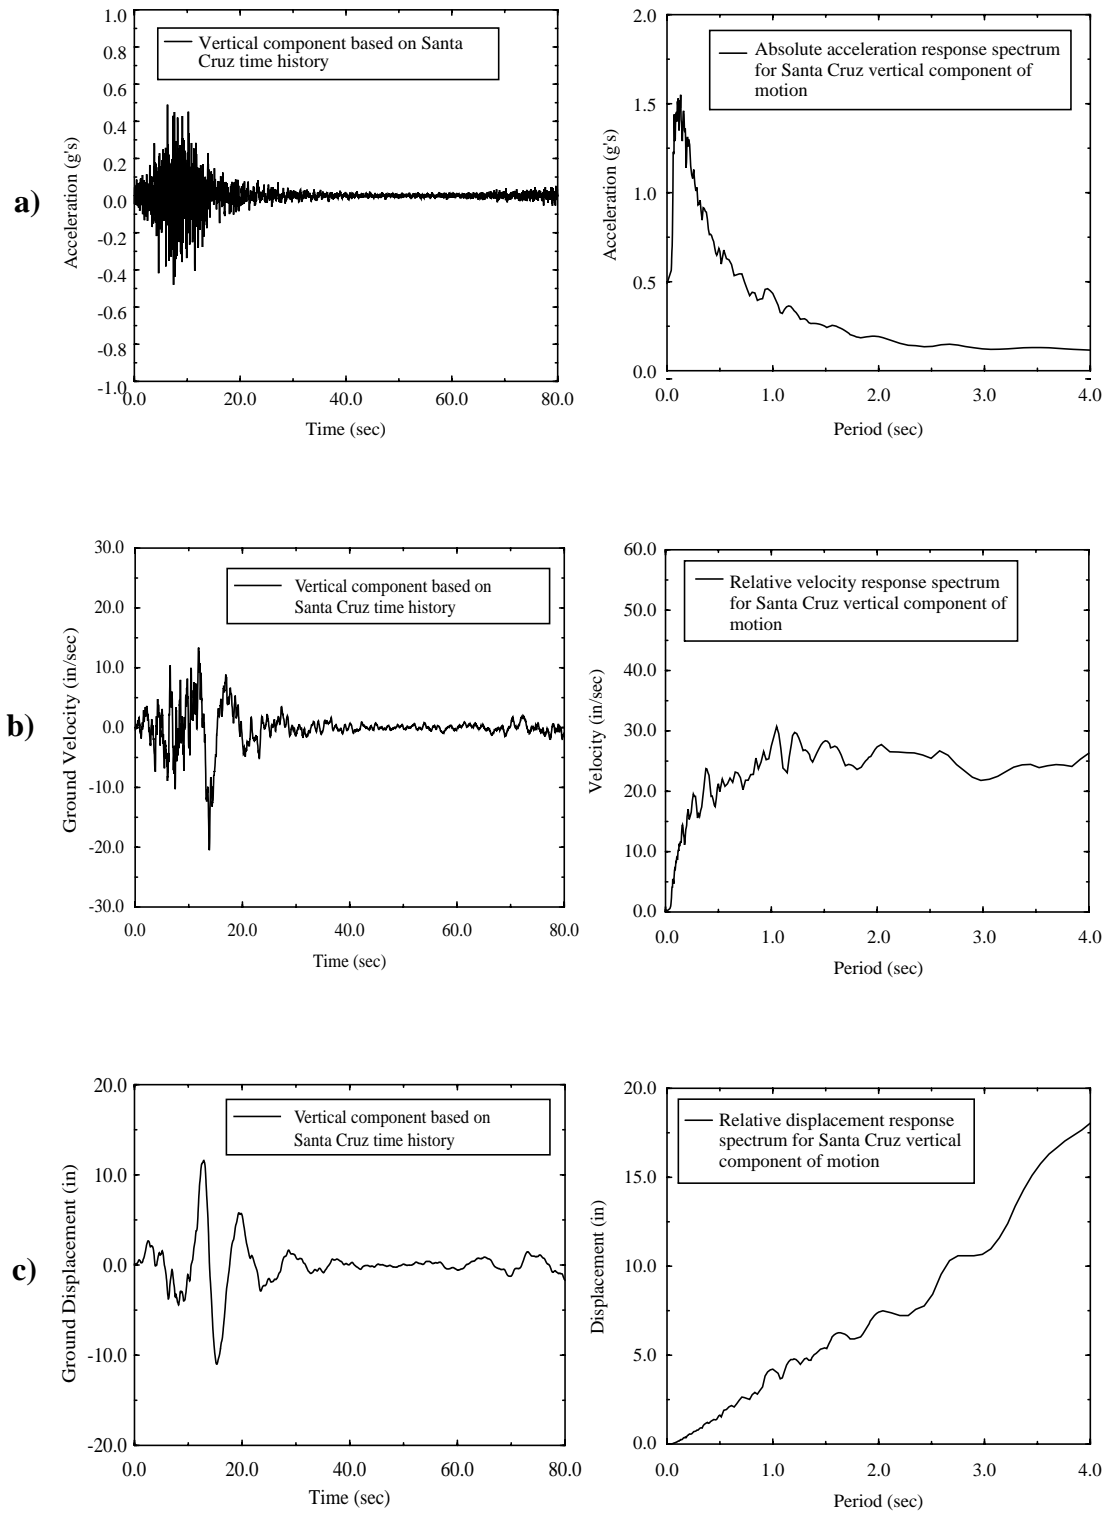 a)
Acceleration (g's)
1.0
0.8
0.6
0.4
0.2
0.0
-0.2
-0.4
-0.6
-0.8
-1.0
Vertical component based on Santa
Cruz time history
0.0 20.0 40.0 60.0 80.0
Time (sec)
Acceleration (g's)
2.0
1.5
1.0
0.5
0.0
Absolute acceleration response spectrum
for Santa Cruz vertical component of
motion
0.0 1.0 2.0 3.0 4.0
Period (sec)
b)
Ground Velocity (in/sec)
30.0
20.0
10.0
0.0
-10.0
-20.0
-30.0
Vertical component based on
Santa Cruz time history
0.0 20.0 40.0 60.0 80.0
Time (sec)
Velocity (in/sec)
60.0
50.0
40.0
30.0
20.0
10.0
0.0
Relative velocity response spectrum
for Santa Cruz vertical component of
motion
0.0 1.0 2.0 3.0 4.0
Period (sec)
c)
Ground Displacement (in)
20.0
10.0
0.0
-10.0
-20.0
Vertical component based on
Santa Cruz time history
0.0 20.0 40.0 60.0 80.0
Time (sec)
Displacement (in)
20.0
15.0
10.0
5.0
0.0
Relative displacement response
spectrum for Santa Cruz vertical
component of motion
0.0 1.0 2.0 3.0 4.0
Period (sec)